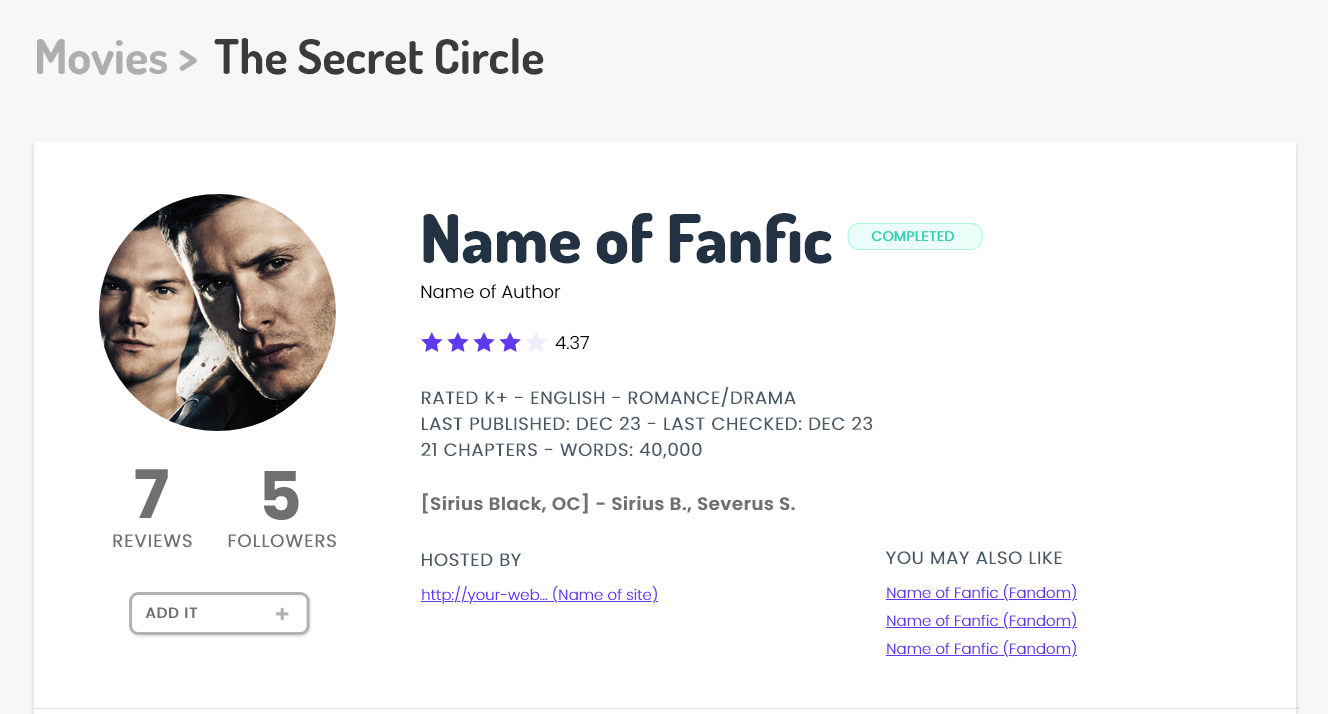 Movies > The Secret Circle
Name of Fanfic
COMPLETED
Name of Author
4.37
RATED K+ - ENGLISH - ROMANCE/DRAMA
LAST PUBLISHED: DEC 23 - LAST CHECKED: DEC 23
21 CHAPTERS - WORDS: 40,000
[Sirius Black, OC] - Sirius B., Severus S.
7
REVIEWS
5
FOLLOWERS
ADD IT +
HOSTED BY
http://your-web... (Name of site)
YOU MAY ALSO LIKE
Name of Fanfic (Fandom)
Name of Fanfic (Fandom)
Name of Fanfic (Fandom)